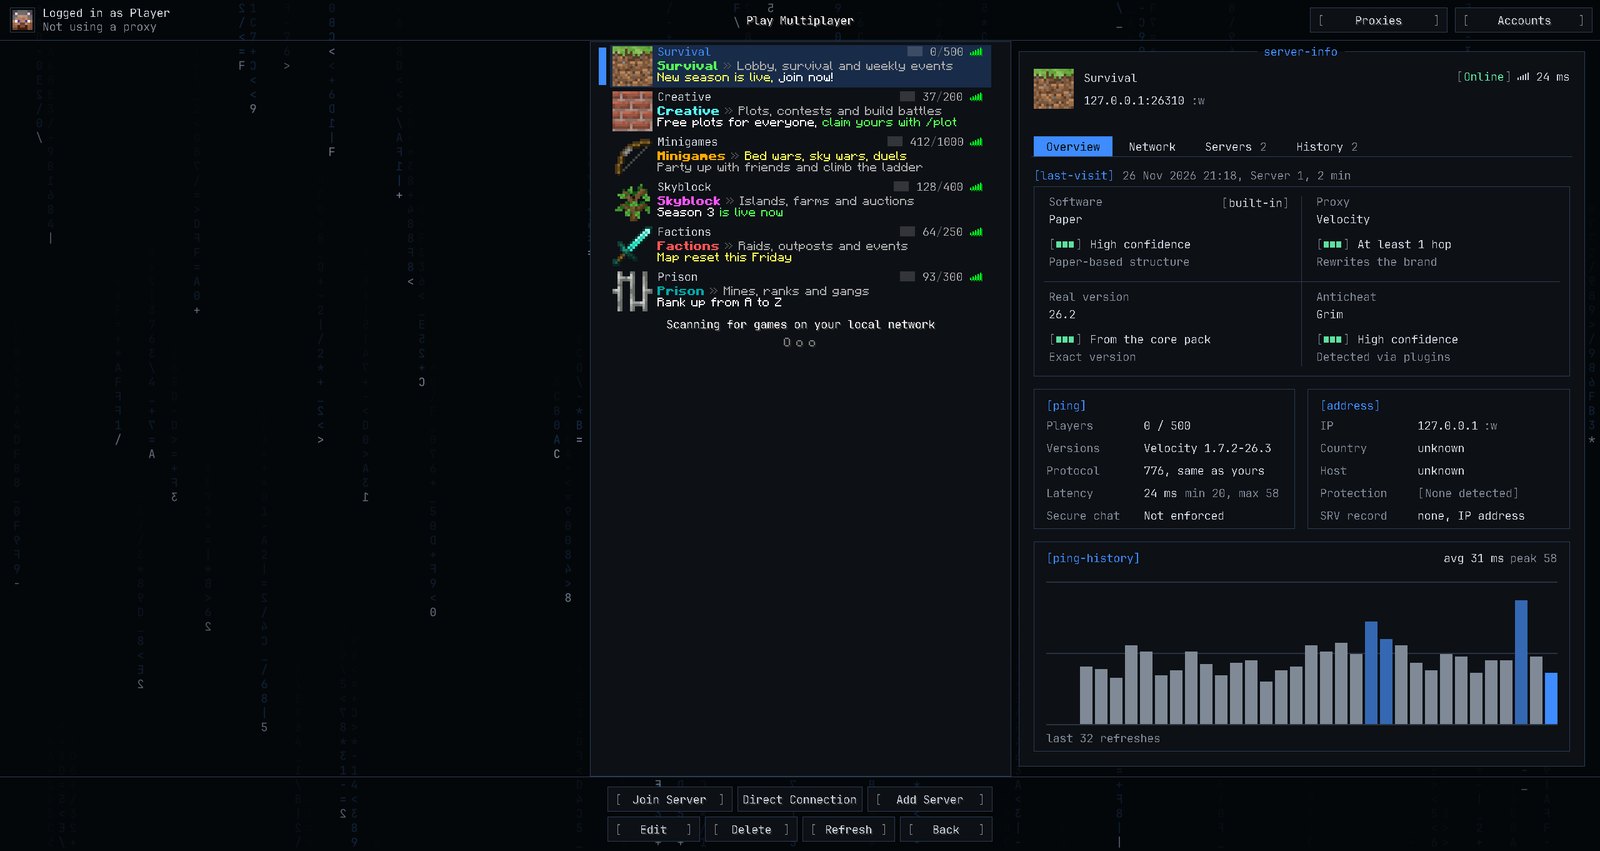 Logged in as Player
Not using a proxy
Play Multiplayer
[ Proxies ]
[ Accounts ]
Survival 0/500
Survival » Lobby, survival and weekly events
New season is live, join now!
Creative 37/200
Creative » Plots, contests and build battles
Free plots for everyone, claim yours with /plot
Minigames 412/1000
Minigames » Bed wars, sky wars, duels
Party up with friends and climb the ladder
Skyblock 128/400
Skyblock » Islands, farms and auctions
Season 3 is live now
Factions 64/250
Factions » Raids, outposts and events
Map reset this Friday
Prison 93/300
Prison » Mines, ranks and gangs
Rank up from A to Z
Scanning for games on your local network
O o o
[ Join Server ]
Direct Connection
[ Add Server ]
[ Edit ]
[ Delete ]
[ Refresh ]
[ Back ]
server-info
Survival
[Online] 24 ms
127.0.0.1:26310 :w
Overview Network Servers 2 History 2
[last-visit] 26 Nov 2026 21:18, Server 1, 2 min
Software [built-in]
Paper
[■■■] High confidence
Paper-based structure
Proxy
Velocity
[■■■] At least 1 hop
Rewrites the brand
Real version
26.2
[■■■] From the core pack
Exact version
Anticheat
Grim
[■■■] High confidence
Detected via plugins
[ping]
Players 0 / 500
Versions Velocity 1.7.2-26.3
Protocol 776, same as yours
Latency 24 ms min 20, max 58
Secure chat Not enforced
[address]
IP 127.0.0.1 :w
Country unknown
Host unknown
Protection [None detected]
SRV record none, IP address
[ping-history] avg 31 ms peak 58
last 32 refreshes